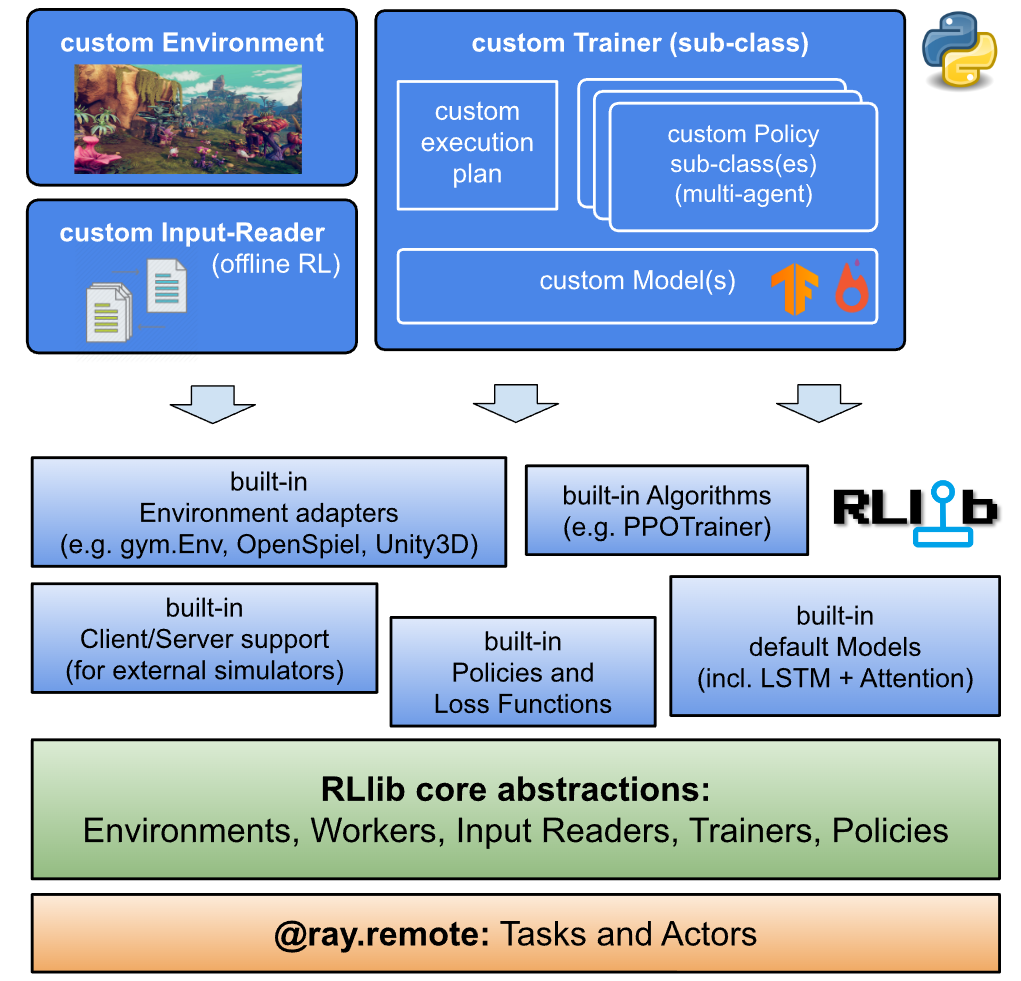 custom Environment
custom Input-Reader
(offline RL)
custom Trainer (sub-class)
custom
execution
plan
custom Policy
sub-class(es)
(multi-agent)
custom Model(s)
built-in
Environment adapters
(e.g. gym.Env, OpenSpiel, Unity3D)
built-in Algorithms
(e.g. PPOTrainer)
RLlib
built-in
Client/Server support
(for external simulators)
built-in
Policies and
Loss Functions
built-in
default Models
(incl. LSTM + Attention)
RLlib core abstractions:
Environments, Workers, Input Readers, Trainers, Policies
@ray.remote: Tasks and Actors